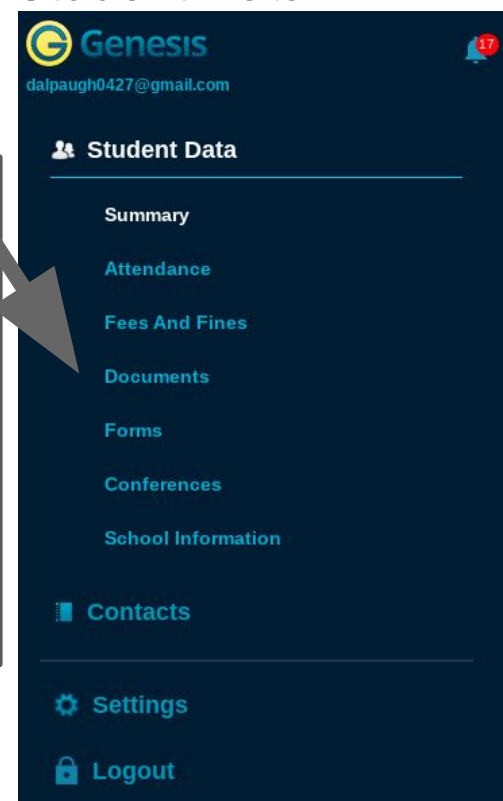 Genesis
17
dalpaugh0427@gmail.com
Student Data
Summary
Attendance
Fees And Fines
Documents
Forms
Conferences
School Information
Contacts
Settings
Logout